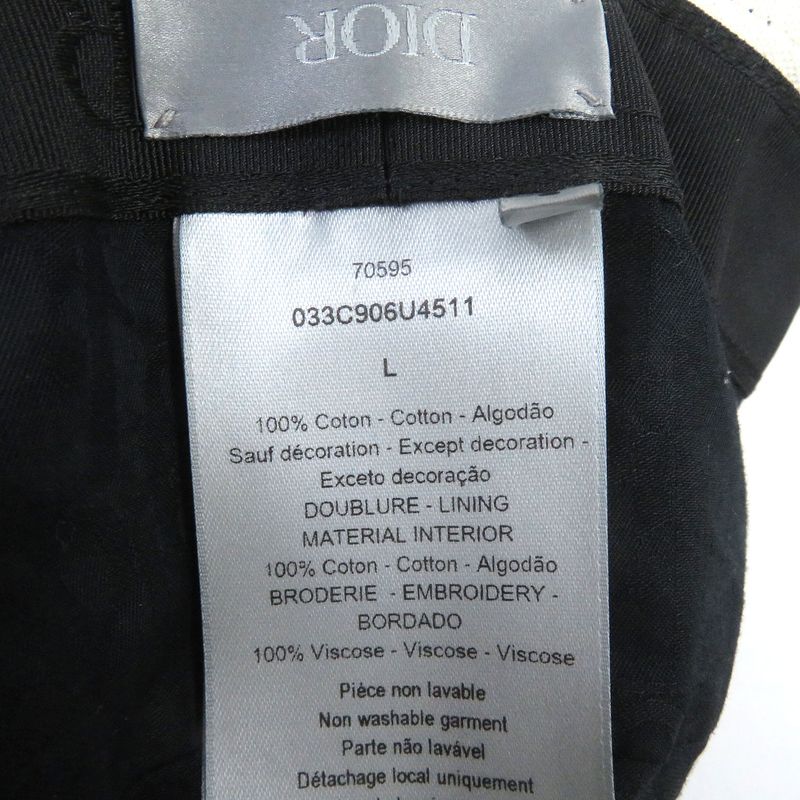 DIOR
70595
033C906U4511
L
100% Coton - Cotton - Algodão
Sauf décoration - Except decoration -
Exceto decoração
DOUBLURE - LINING
MATERIAL INTERIOR
100% Coton - Cotton - Algodão
BRODERIE - EMBROIDERY -
BORDADO
100% Viscose - Viscose - Viscose
Pièce non lavable
Non washable garment
Parte não lavável
Détachage local uniquement